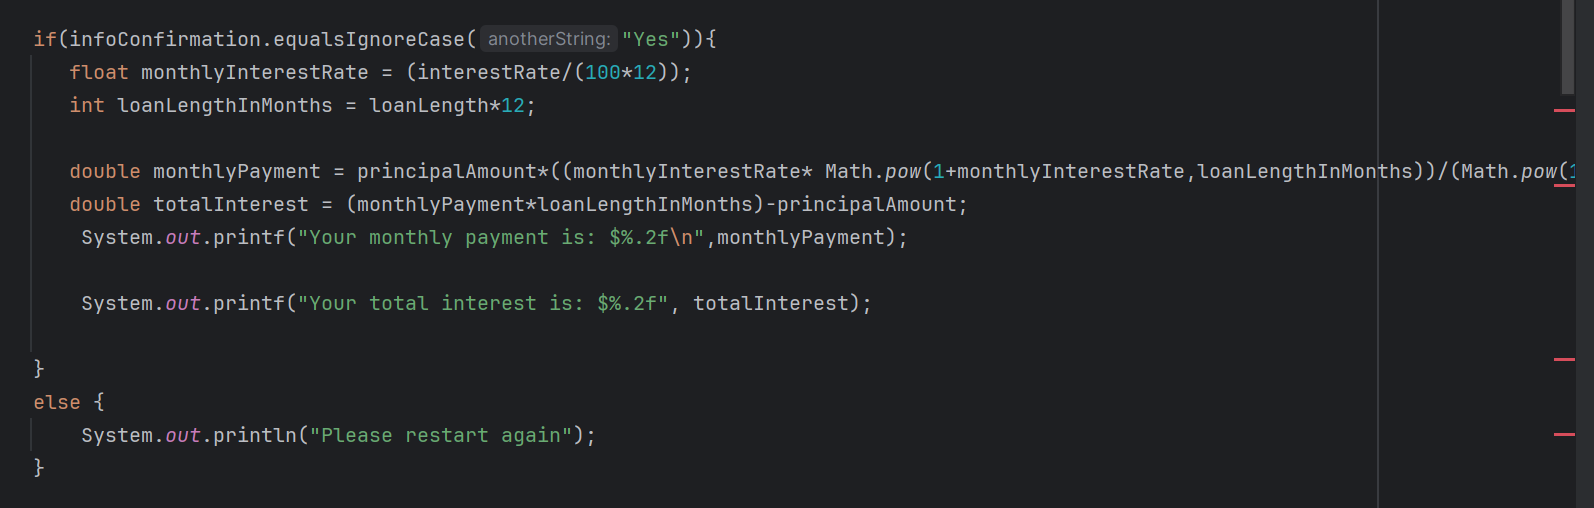 if(infoConfirmation.equalsIgnoreCase( anotherString: "Yes")){
float monthlyInterestRate = (interestRate/(100*12));
int loanLengthInMonths = loanLength*12;
double monthlyPayment = principalAmount*((monthlyInterestRate* Math.pow(1+monthlyInterestRate,loanLengthInMonths))/(Math.pow(1
double totalInterest = (monthlyPayment*loanLengthInMonths)-principalAmount;
System.out.printf("Your monthly payment is: $%.2f\n",monthlyPayment);
System.out.printf("Your total interest is: $%.2f", totalInterest);
}
else {
System.out.println("Please restart again");
}